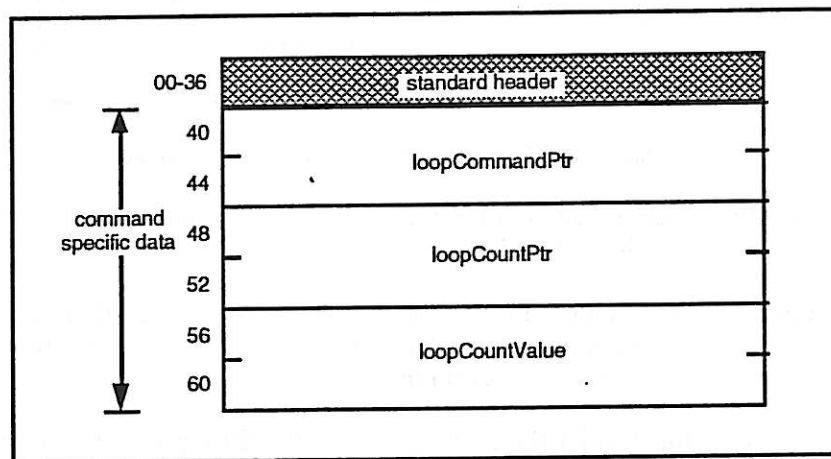 00-36 standard header
40
loopCommandPtr
44
command
specific data
48
loopCountPtr
52
56
loopCountValue
60